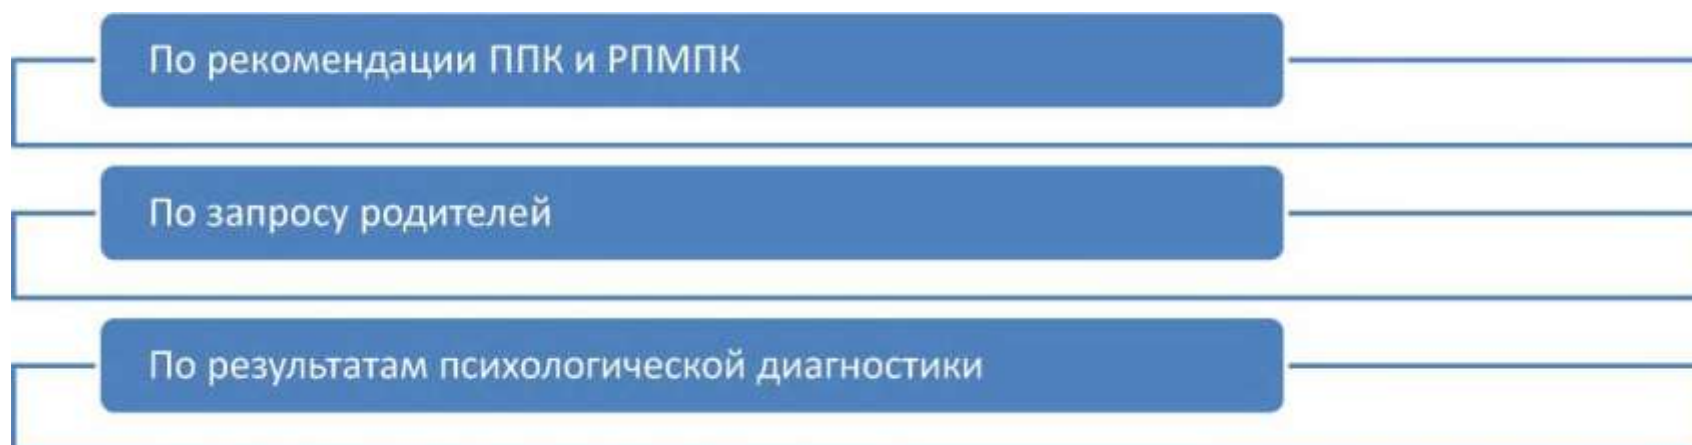 По рекомендации ППК и РПМПК
По запросу родителей
По результатам психологической диагностики